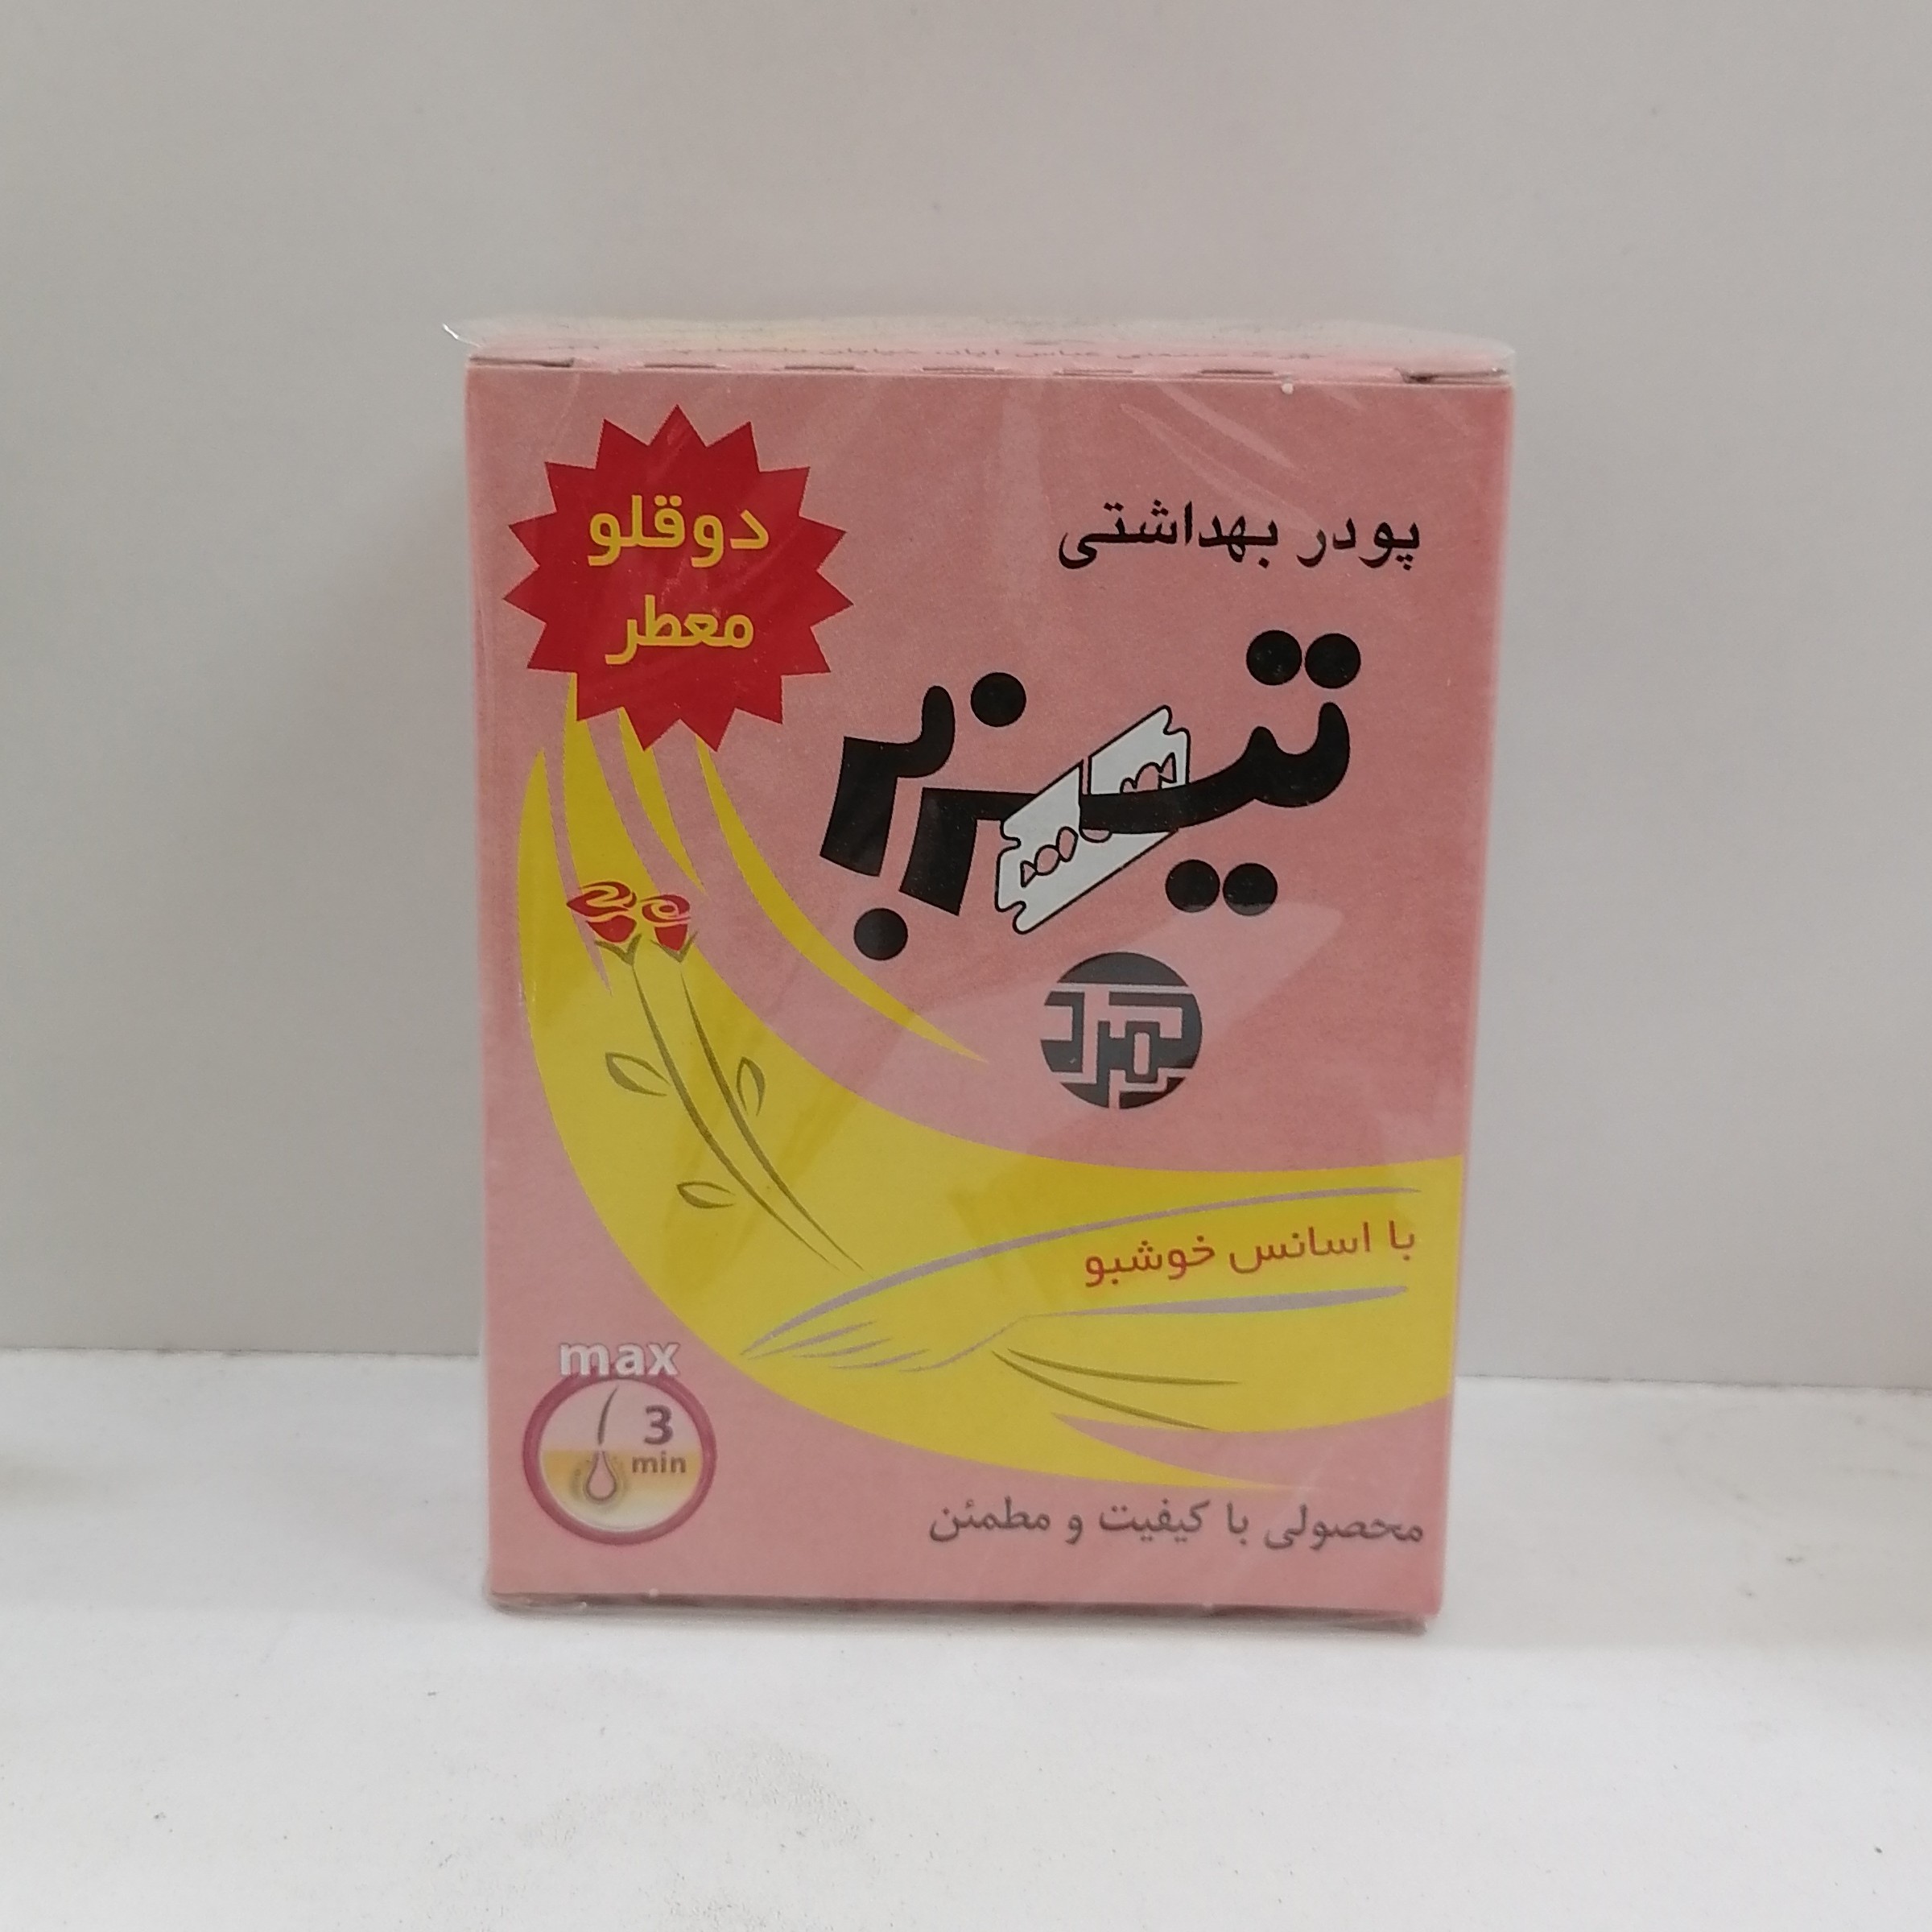 دوقلو
معطر
پودر بهداشتی
تیزبر
با اسانس خوشبو
max
3
min
محصولی با کیفیت و مطمئن